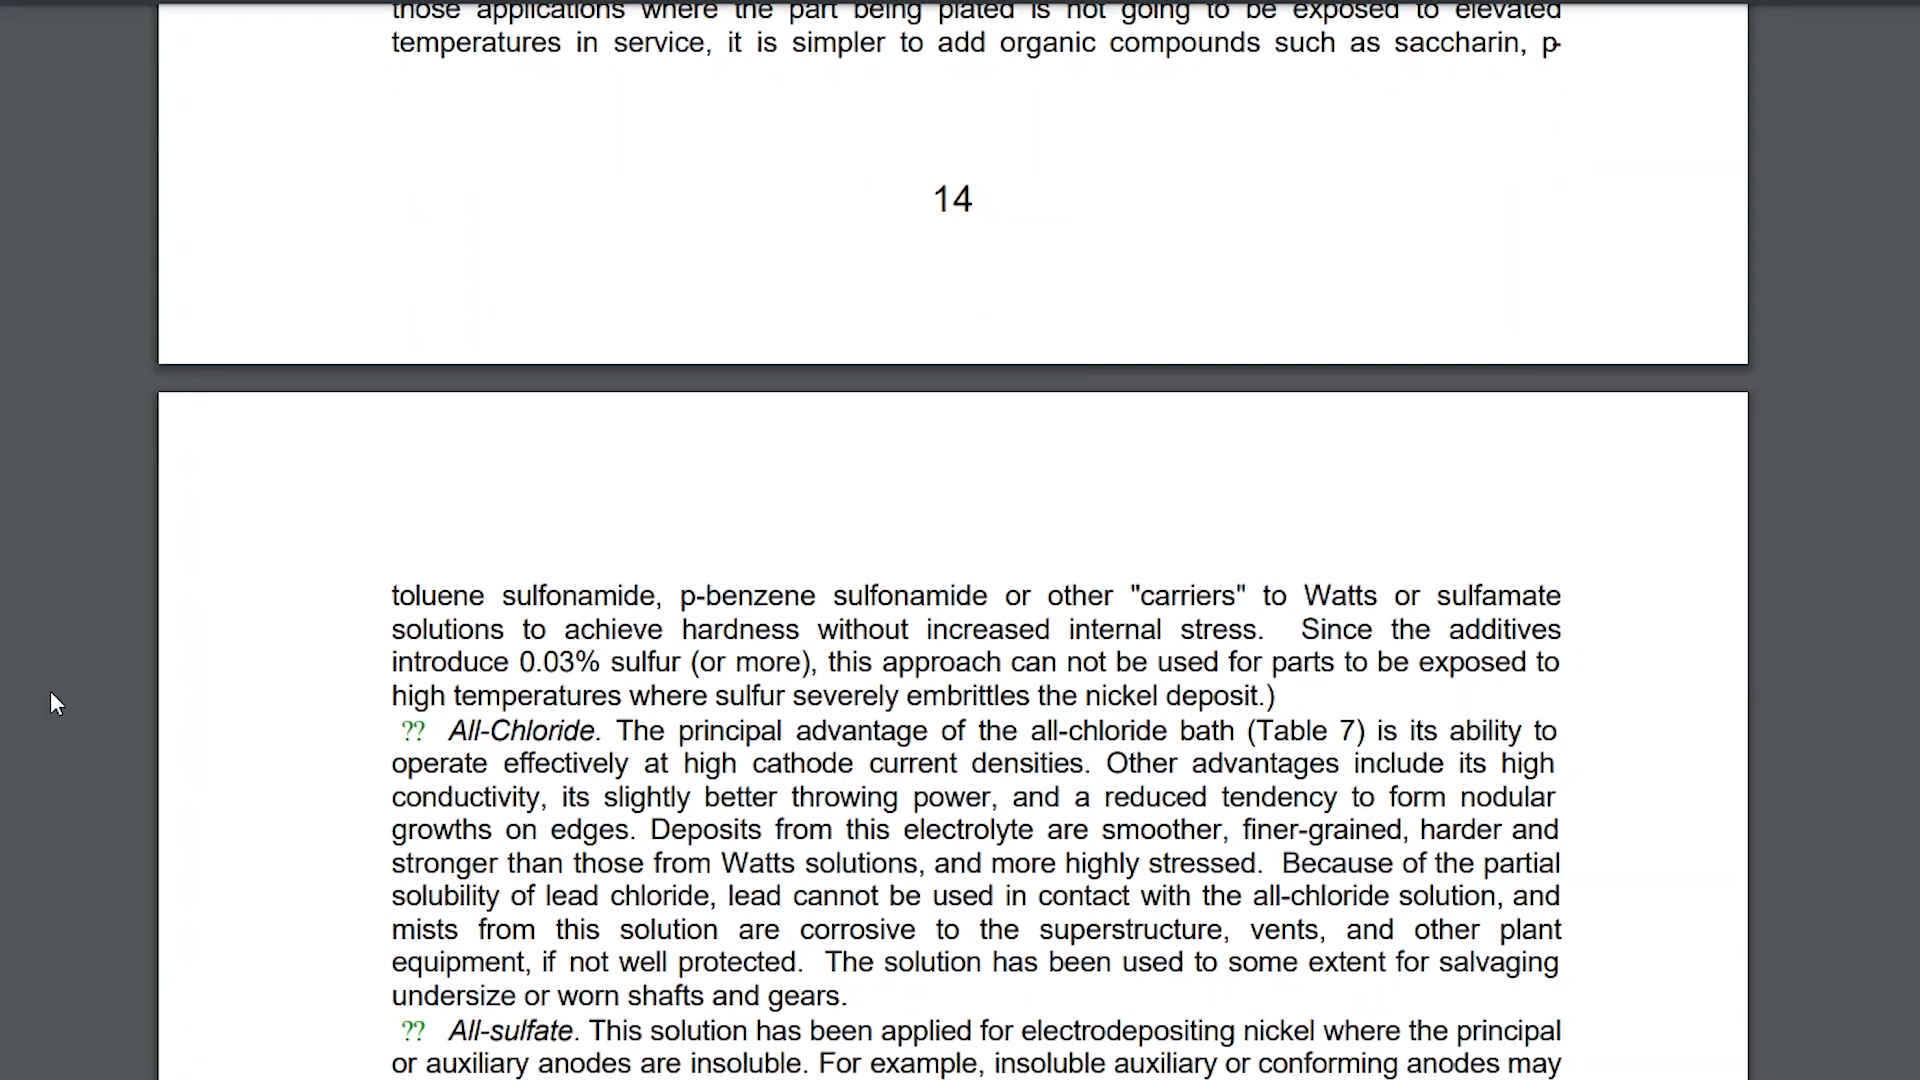 those applications where the part being plated is not going to be exposed to elevated
temperatures in service, it is simpler to add organic compounds such as saccharin, p-
14
toluene sulfonamide, p-benzene sulfonamide or other "carriers" to Watts or sulfamate
solutions to achieve hardness without increased internal stress. Since the additives
introduce 0.03% sulfur (or more), this approach can not be used for parts to be exposed to
high temperatures where sulfur severely embrittles the nickel deposit.)
?? All-Chloride. The principal advantage of the all-chloride bath (Table 7) is its ability to
operate effectively at high cathode current densities. Other advantages include its high
conductivity, its slightly better throwing power, and a reduced tendency to form nodular
growths on edges. Deposits from this electrolyte are smoother, finer-grained, harder and
stronger than those from Watts solutions, and more highly stressed. Because of the partial
solubility of lead chloride, lead cannot be used in contact with the all-chloride solution, and
mists from this solution are corrosive to the superstructure, vents, and other plant
equipment, if not well protected. The solution has been used to some extent for salvaging
undersize or worn shafts and gears.
?? All-sulfate. This solution has been applied for electrodepositing nickel where the principal
or auxiliary anodes are insoluble. For example, insoluble auxiliary or conforming anodes may